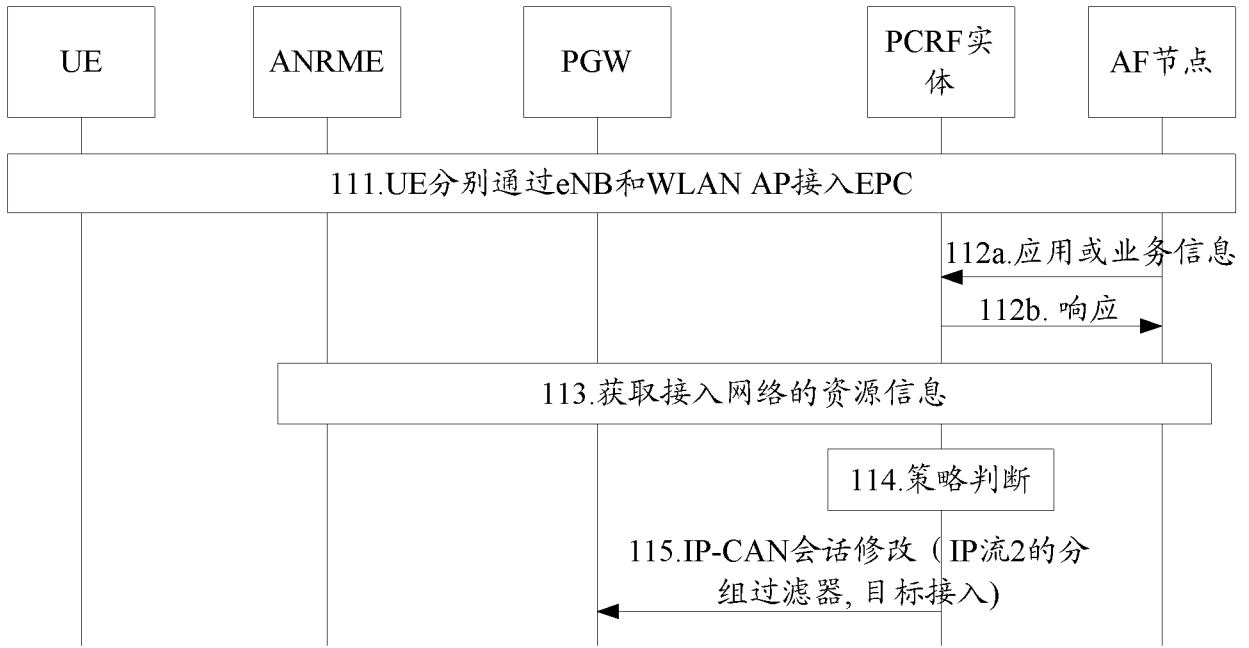 UE
ANRME
PGW
PCRF实
体
AF节点
111.UE分别通过eNB和WLAN AP接入EPC
112a.应用或业务信息
112b. 响应
113.获取接入网络的资源信息
114.策略判断
115.IP-CAN会话修改（IP流2的分
组过滤器, 目标接入)